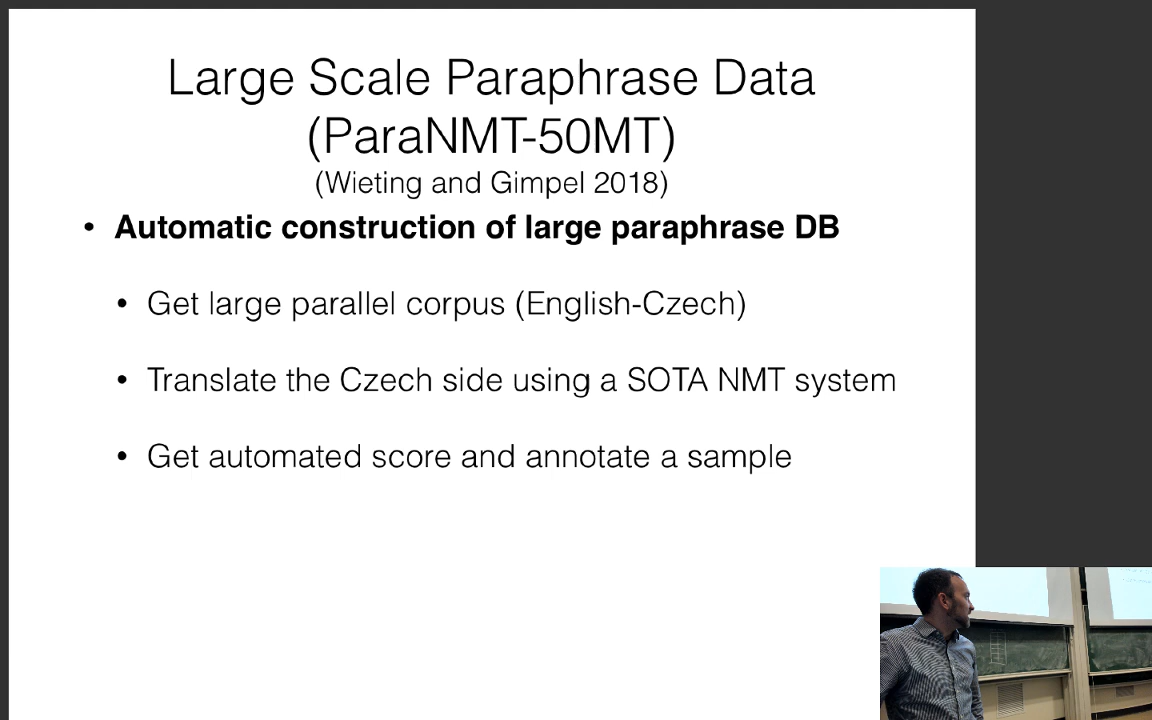 Large Scale Paraphrase Data
(ParaNMT-50MT)
(Wieting and Gimpel 2018)
• Automatic construction of large paraphrase DB
• Get large parallel corpus (English-Czech)
• Translate the Czech side using a SOTA NMT system
• Get automated score and annotate a sample